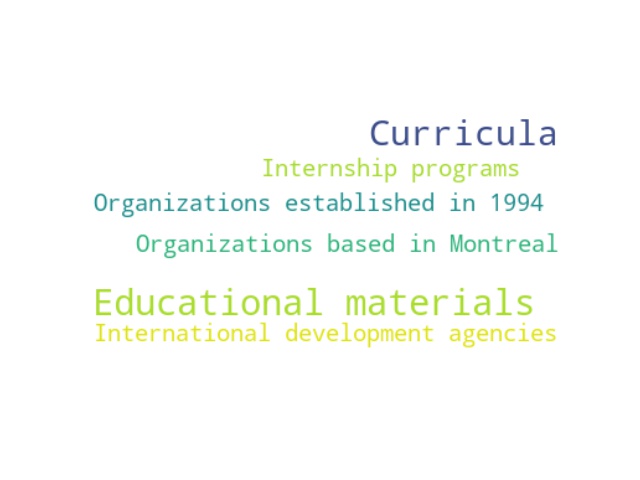 Curricula
Internship programs
Organizations established in 1994
Organizations based in Montreal
Educational materials
International development agencies